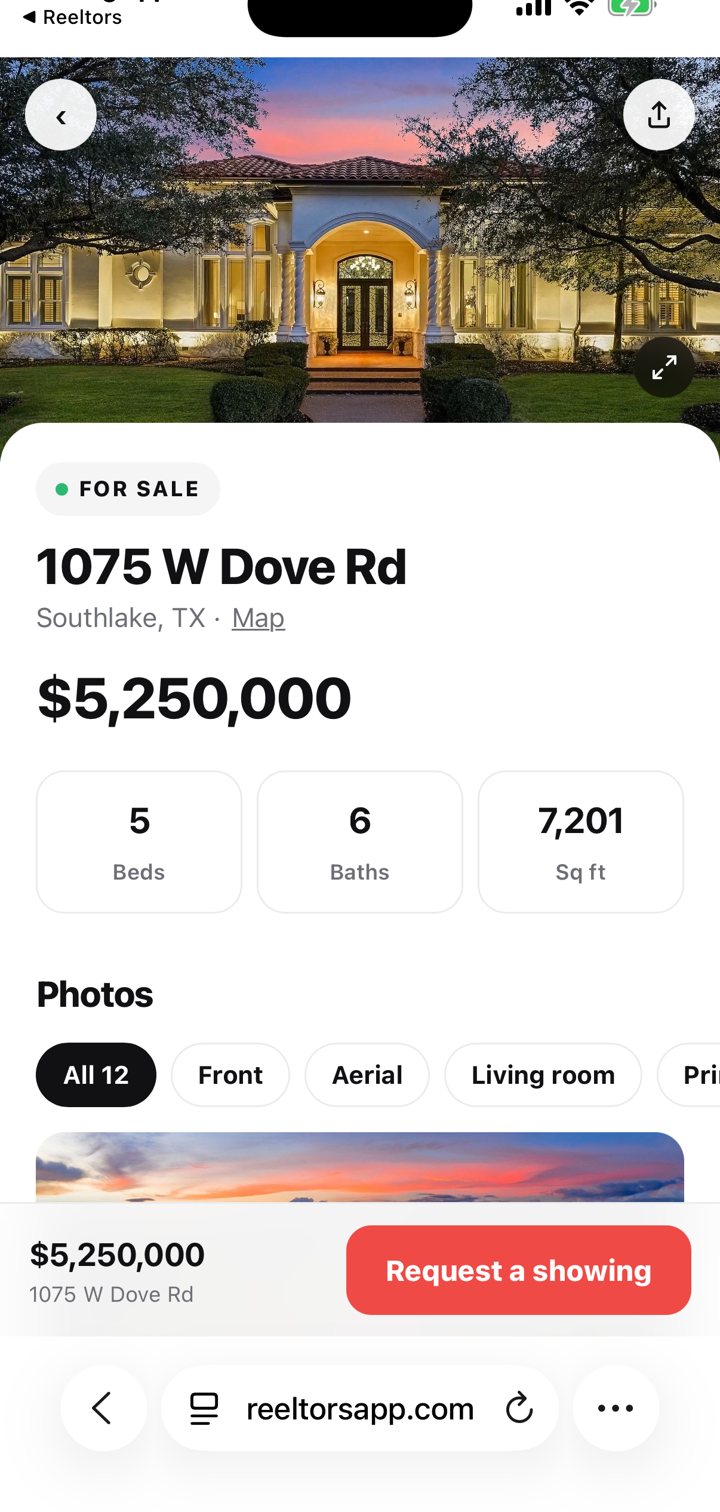 Reeltors
FOR SALE
1075 W Dove Rd
Southlake, TX · Map
$5,250,000
5
Beds
6
Baths
7,201
Sq ft
Photos
All 12
Front
Aerial
Living room
$5,250,000
1075 W Dove Rd
Request a showing
reeltorsapp.com